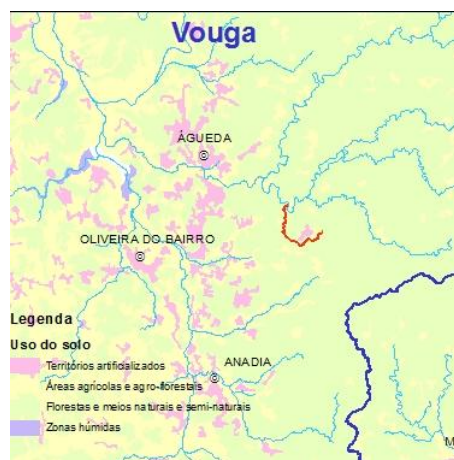 Vouga
ÁGUEDA
OLIVEIRA DO BAIRRO
Legenda
Uso do solo
Territórios artificializados
ANADIA
Áreas agrícolas e agro-florestais
Florestas e meios naturais e semi-naturais
Zonas húmidas
M